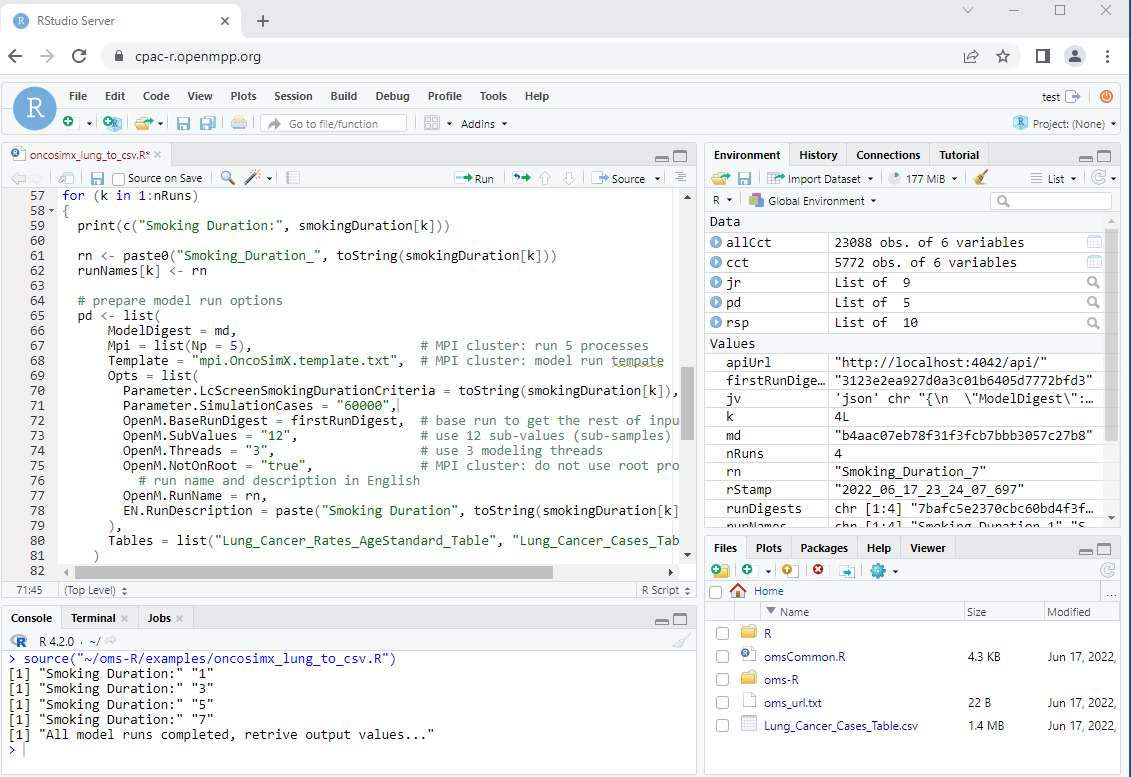 RStudio Server
cpac-r.openmpp.org
R
File Edit Code View Plots Session Build Debug Profile Tools Help
test
Go to file/function
Addins
Project: (None)
oncosimx_lung_to_csv.R*
Source on Save
Run
Source
57 for (k in 1:nRuns)
58 {
59 print(c("Smoking Duration:", smokingDuration[k]))
60
61 rn <- paste0("Smoking_Duration_", toString(smokingDuration[k]))
62 runNames[k] <- rn
63
64 # prepare model run options
65 pd <- list(
66 ModelDigest = md,
67 Mpi = list(Np = 5), # MPI cluster: run 5 processes
68 Template = "mpi.OncoSimX.template.txt", # MPI cluster: model run tempate
69 Opts = list(
70 Parameter.LcScreenSmokingDurationCriteria = toString(smokingDuration[k]),
71 Parameter.SimulationCases = "60000",
72 OpenM.BaseRunDigest = firstRunDigest, # base run to get the rest of inpu
73 OpenM.SubValues = "12", # use 12 sub-values (sub-samples)
74 OpenM.Threads = "3", # use 3 modeling threads
75 OpenM.NotOnRoot = "true", # MPI cluster: do not use root pro
76 # run name and description in English
77 OpenM.RunName = rn,
78 EN.RunDescription = paste("Smoking Duration", toString(smokingDuration[k]
79 ),
80 Tables = list("Lung_Cancer_Rates_AgeStandard_Table", "Lung_Cancer_Cases_Tab
81 )
82
71:45 (Top Level) R Script
Console Terminal Jobs
R 4.2.0 · ~/
> source("~/oms-R/examples/oncosimx_lung_to_csv.R")
[1] "Smoking Duration:" "1"
[1] "Smoking Duration:" "3"
[1] "Smoking Duration:" "5"
[1] "Smoking Duration:" "7"
[1] "All model runs completed, retrive output values..."
>
Environment History Connections Tutorial
Import Dataset 177 MiB List
R Global Environment
Data
allCct 23088 obs. of 6 variables
cct 5772 obs. of 6 variables
jr List of 9
pd List of 5
rsp List of 10
Values
apiUrl "http://localhost:4042/api/"
firstRunDige… "3123e2ea927d0a3c01b6405d7772bfd3"
jv 'json' chr "{\n \"ModelDigest\":…
k 4L
md "b4aac07eb78f31f3fcb7bbb3057c27b8"
nRuns 4
rn "Smoking_Duration_7"
rStamp "2022_06_17_23_24_07_697"
runDigests chr [1:4] "7bafc5e2370cbc60bd4f3f…
runNames chr [1:4] "Smoking_Duration_1" "S…
Files Plots Packages Help Viewer
Home ...
Name Size Modified
R
omsCommon.R 4.3 KB Jun 17, 2022,
oms-R
oms_url.txt 22 B Jun 17, 2022,
Lung_Cancer_Cases_Table.csv 1.4 MB Jun 17, 2022,